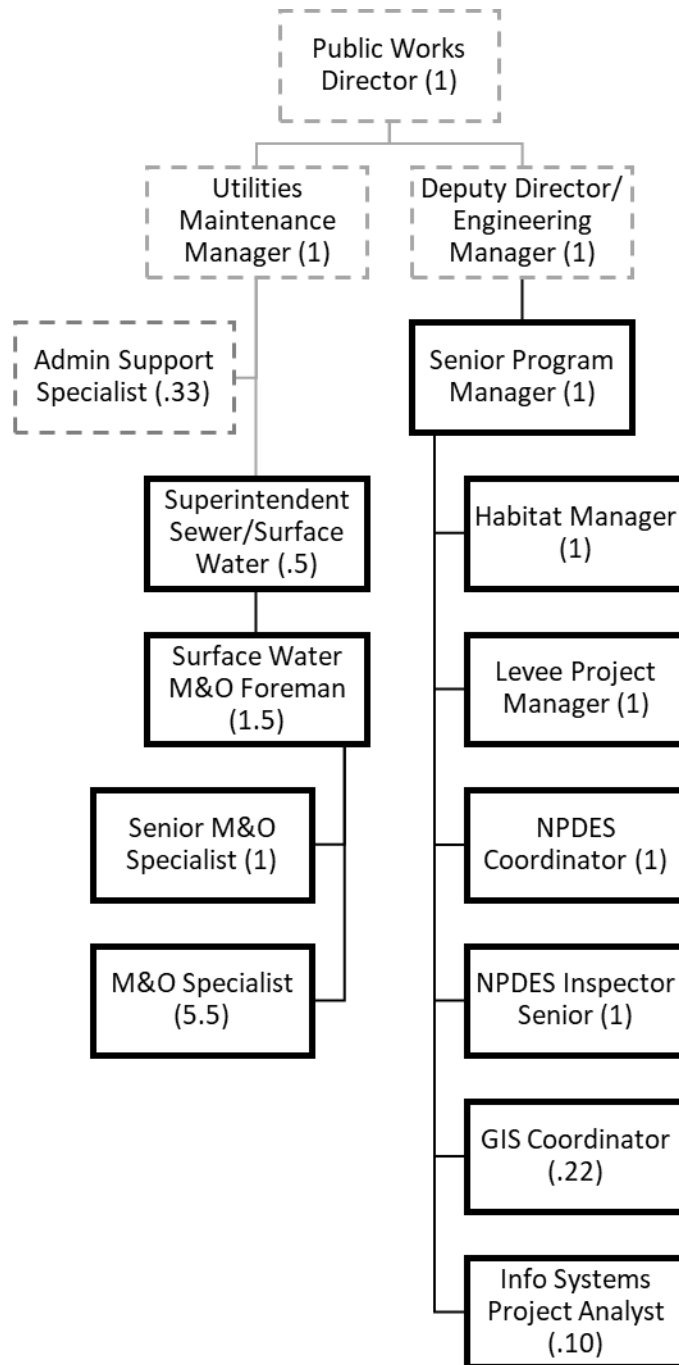 Public Works
Director (1)
Utilities
Maintenance
Manager (1)
Deputy Director/
Engineering
Manager (1)
Admin Support
Specialist (.33)
Senior Program
Manager (1)
Superintendent
Sewer/Surface
Water (.5)
Habitat Manager
(1)
Surface Water
M&O Foreman
(1.5)
Levee Project
Manager (1)
Senior M&O
Specialist (1)
NPDES
Coordinator (1)
M&O Specialist
(5.5)
NPDES Inspector
Senior (1)
GIS Coordinator
(.22)
Info Systems
Project Analyst
(.10)